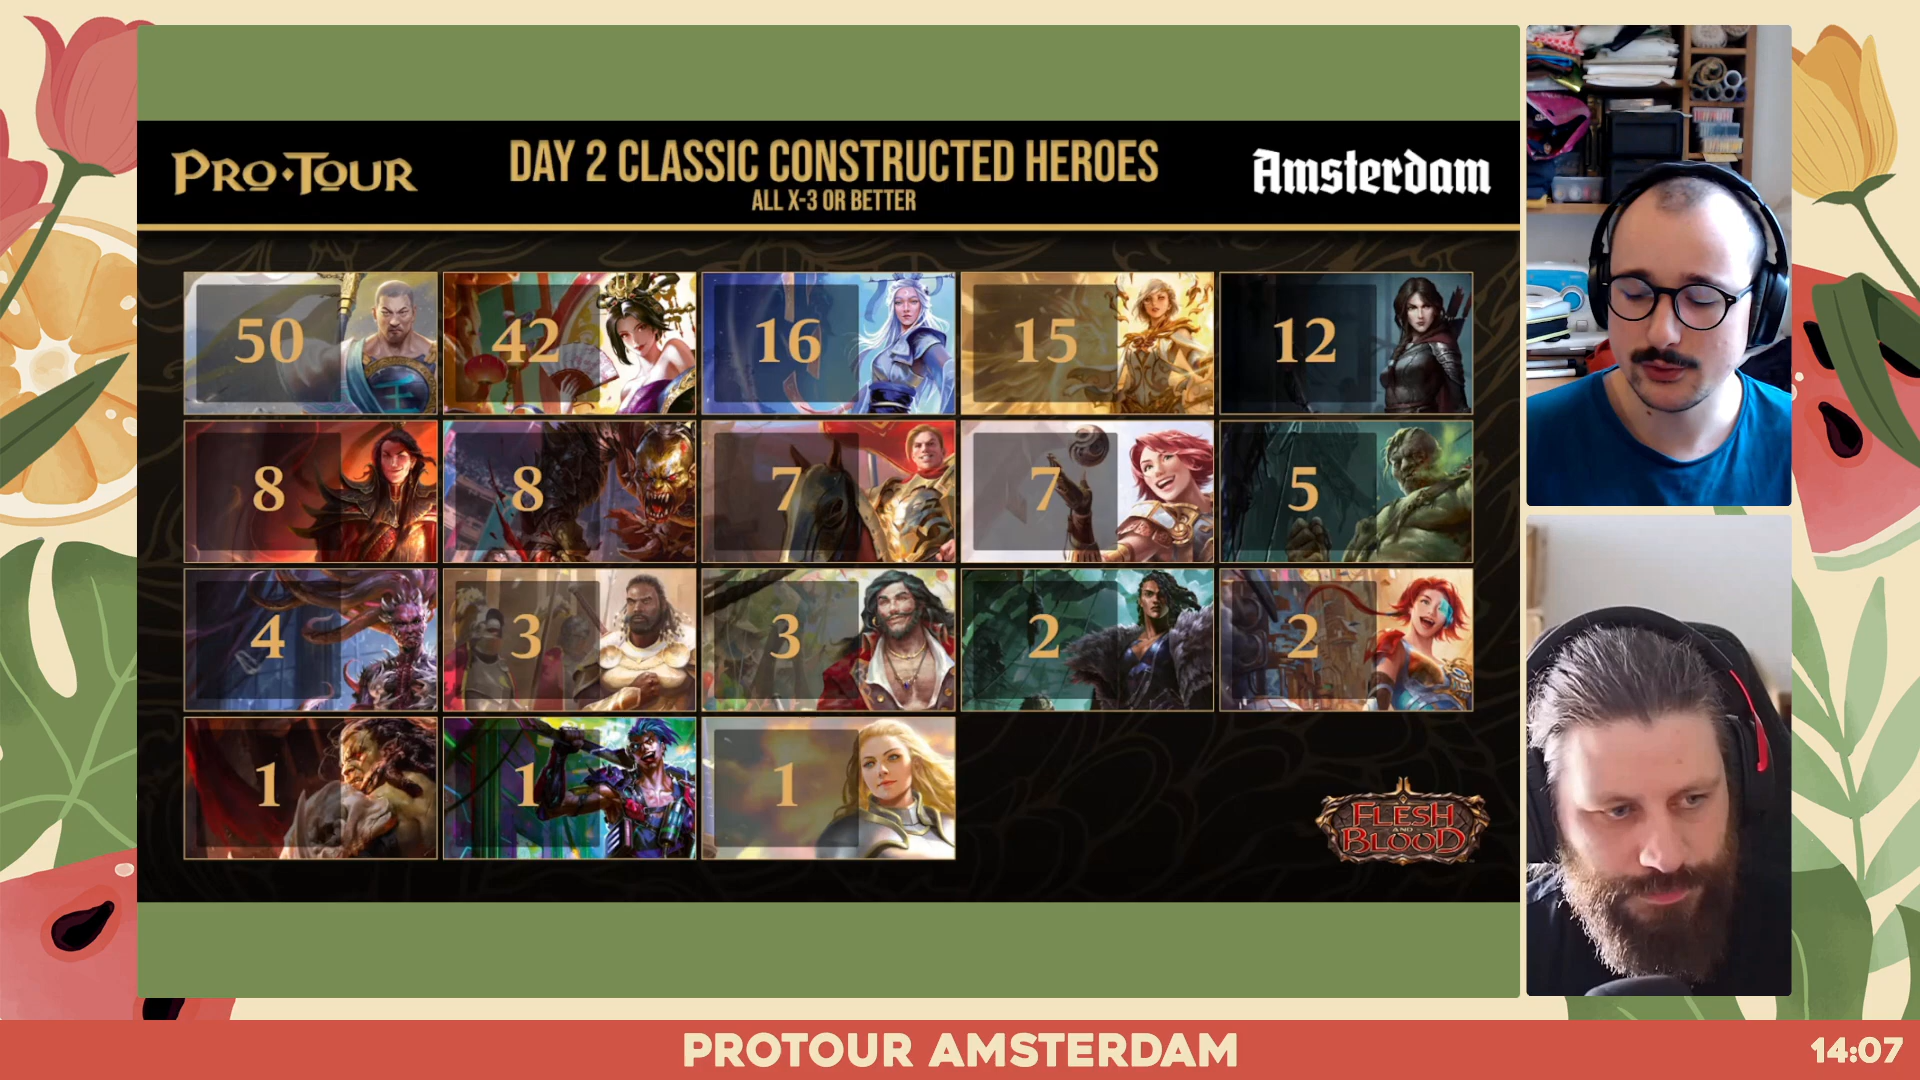 PRO·TOUR
DAY 2 CLASSIC CONSTRUCTED HEROES
ALL X-3 OR BETTER
Amsterdam
50 42 16 15 12
8 8 7 7 5
4 3 3 2 2
1 1 1
FLESH
AND
BLOOD
PROTOUR AMSTERDAM
14:07